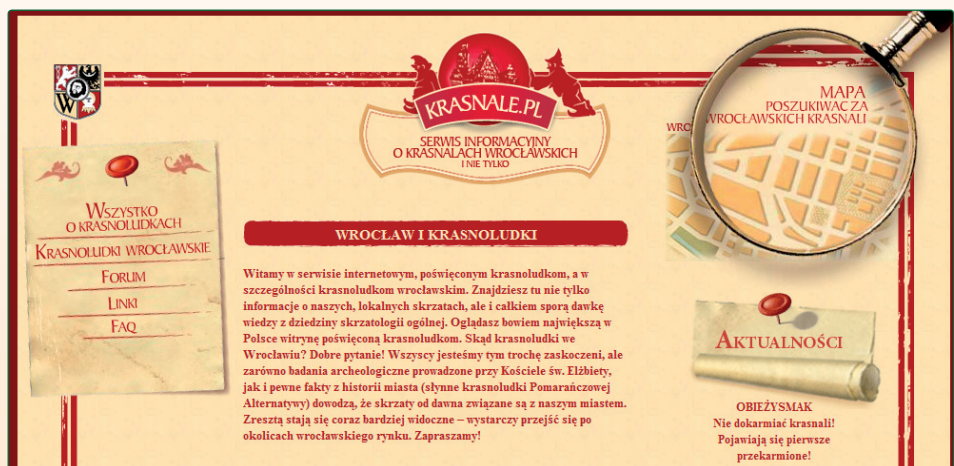 W
KRASNALE.PL
SERWIS INFORMACYJNY
O KRASNALACH WROCŁAWSKICH
I NIE TYLKO
MAPA
POSZUKIWACZA
WROCŁAWSKICH KRASNALI
WROC
WSZYSTKO
O KRASNOLUDKACH
KRASNOLUDKI WROCŁAWSKIE
FORUM
LINKI
FAQ
WROCŁAW I KRASNOLUDKI
Witamy w serwisie internetowym, poświęconym krasnoludkom, a w
szczególności krasnoludkom wrocławskim. Znajdziesz tu nie tylko
informacje o naszych, lokalnych skrzatach, ale i całkiem sporą dawkę
wiedzy z dziedziny skrzatologii ogólnej. Oglądasz bowiem największą w
Polsce witrynę poświęconą krasnoludkom. Skąd krasnoludki we
Wrocławiu? Dobre pytanie! Wszyscy jesteśmy tym trochę zaskoczeni, ale
zarówno badania archeologiczne prowadzone przy Kościele św. Elżbiety,
jak i pewne fakty z historii miasta (słynne krasnoludki Pomarańczowej
Alternatywy) dowodzą, że skrzaty od dawna związane są z naszym miastem.
Zresztą stają się coraz bardziej widoczne – wystarczy przejść się po
okolicach wrocławskiego rynku. Zapraszamy!
AKTUALNOŚCI
OBIEŻYSMAK
Nie dokarmiać krasnali!
Pojawiają się pierwsze
przekarmione!